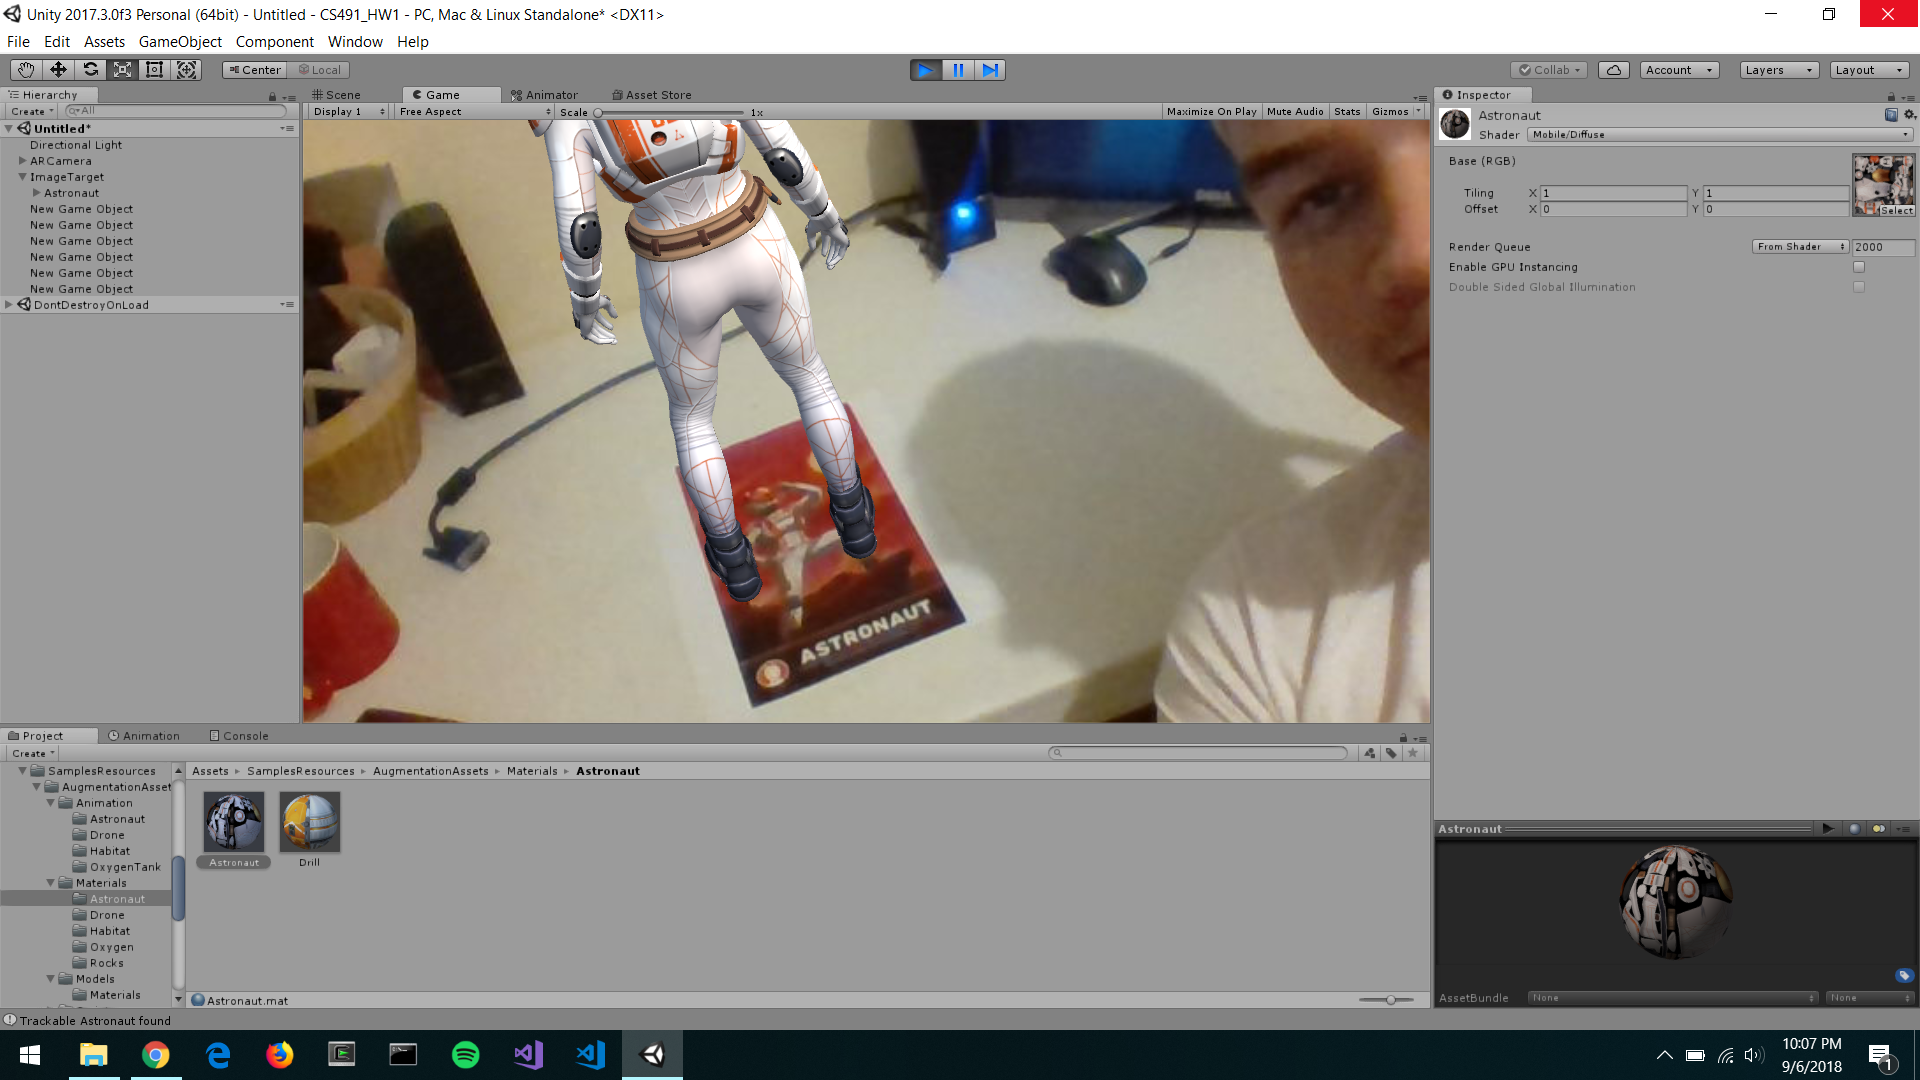 Unity 2017.3.0f3 Personal (64bit) - Untitled - CS491_HW1 - PC, Mac & Linux Standalone* <DX11>
File Edit Assets GameObject Component Window Help
Center Local Collab Account Layers Layout
Hierarchy
Create All
Untitled*
Directional Light
ARCamera
ImageTarget
Astronaut
New Game Object
New Game Object
New Game Object
New Game Object
New Game Object
New Game Object
DontDestroyOnLoad
Scene Game Animator Asset Store
Display 1 Free Aspect Scale 1x Maximize On Play Mute Audio Stats Gizmos
DELL
ASTRONAUT
Inspector
Astronaut
Shader Mobile/Diffuse
Base (RGB)
Tiling X 1 Y 1
Offset X 0 Y 0
Select
Render Queue From Shader 2000
Enable GPU Instancing
Double Sided Global Illumination
Project Animation Console
Create
SamplesResources
AugmentationAsset
Animation
Astronaut
Drone
Habitat
OxygenTank
Materials
Astronaut
Drone
Habitat
Oxygen
Rocks
Models
Materials
Assets SamplesResources AugmentationAssets Materials Astronaut
Astronaut Drill
Astronaut.mat
Astronaut
AssetBundle None None
Trackable Astronaut found
10:07 PM
9/6/2018
1